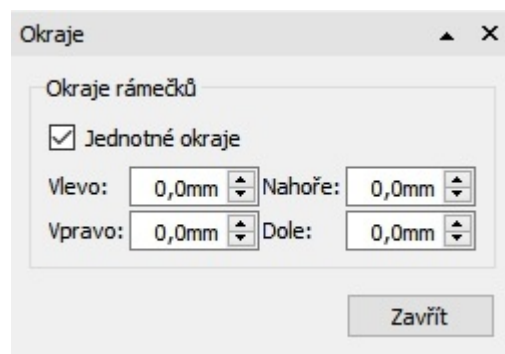 Okraje
Okraje rámečků
Jednotné okraje
Vlevo: 0,0mm Nahoře: 0,0mm
Vpravo: 0,0mm Dole: 0,0mm
Zavřít